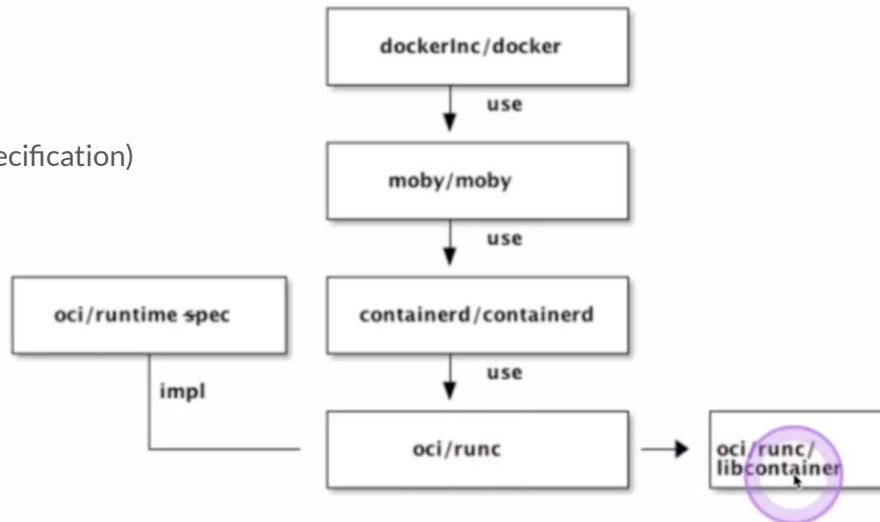 dockerInc/docker
use
ecification)
moby/moby
use
oci/runtime spec
containerd/containerd
impl
use
oci/runc
oci/runc/
libcontainer